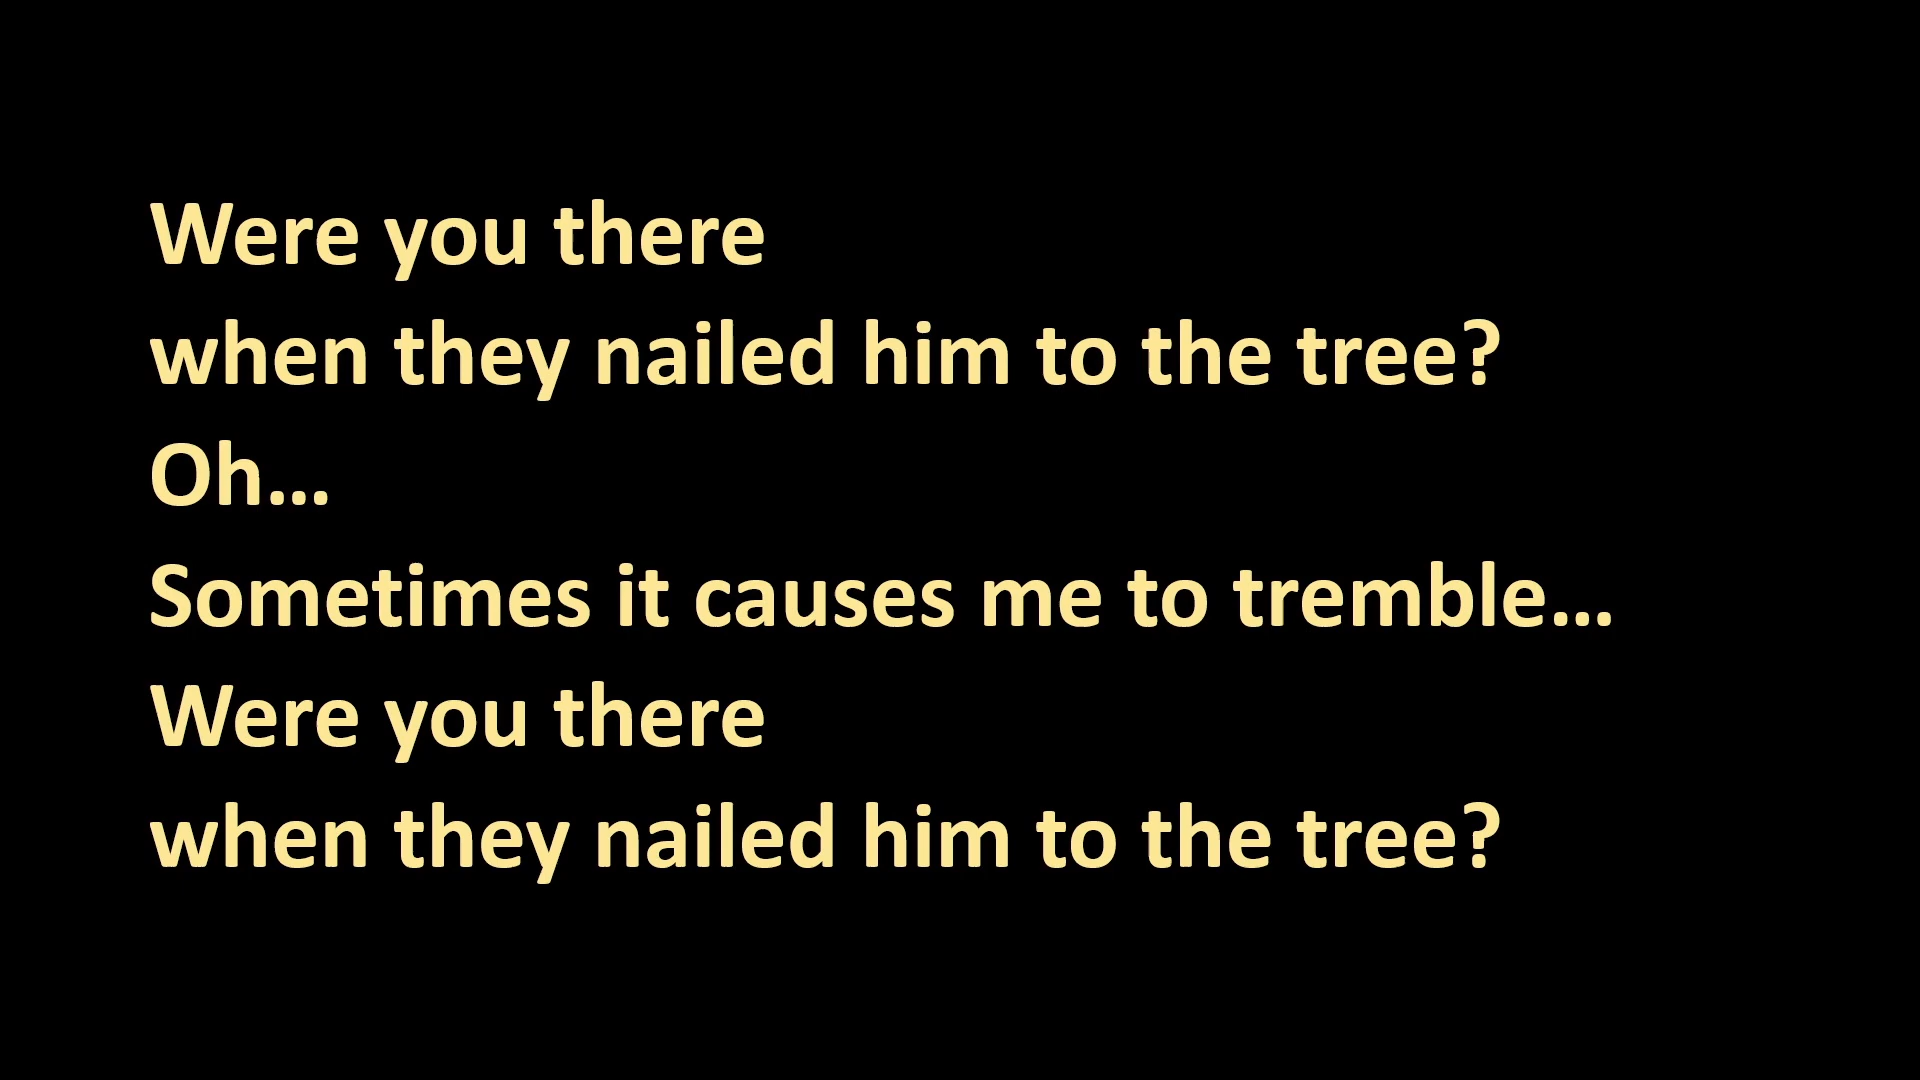 Were you there
when they nailed him to the tree?
Oh…
Sometimes it causes me to tremble…
Were you there
when they nailed him to the tree?